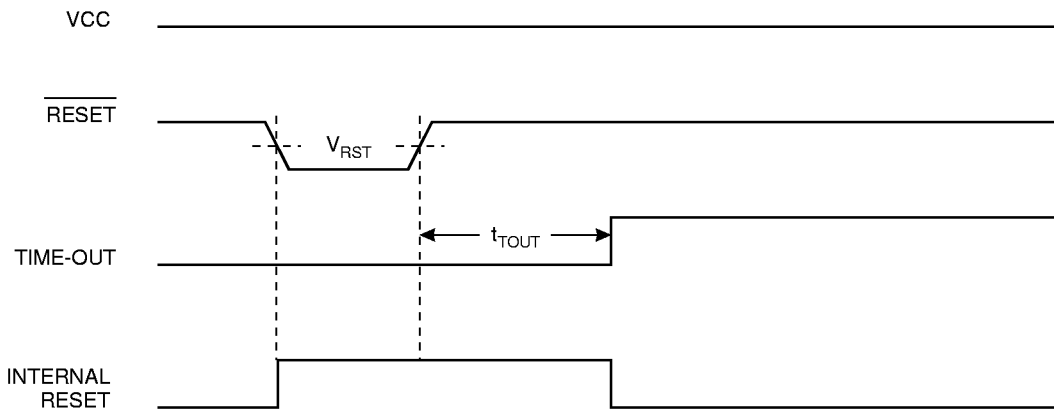 VCC
RESET
VRST
tTOUT
TIME-OUT
INTERNAL
RESET